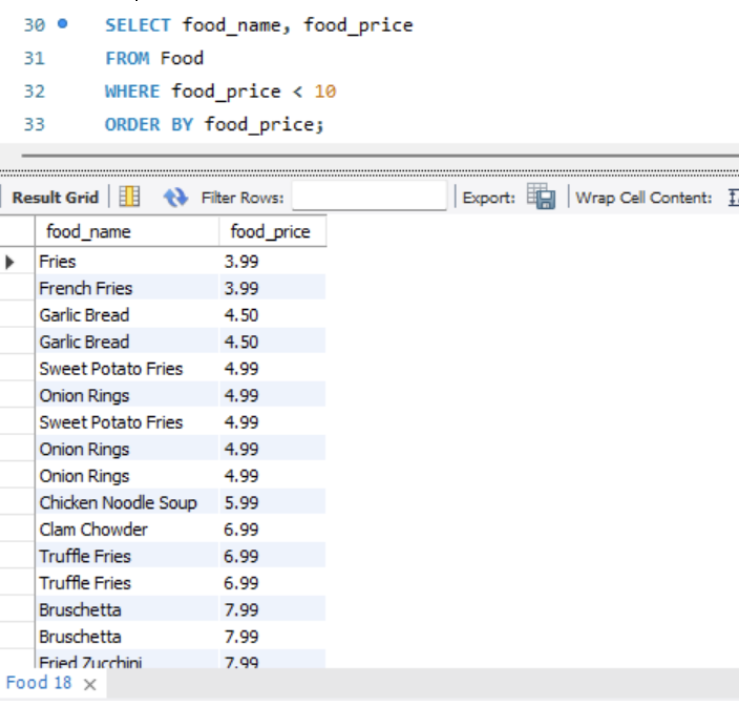 30 SELECT food_name, food_price
31 FROM Food
32 WHERE food_price < 10
33 ORDER BY food_price;
Result Grid Filter Rows: Export: Wrap Cell Content:
food_name food_price
Fries 3.99
French Fries 3.99
Garlic Bread 4.50
Garlic Bread 4.50
Sweet Potato Fries 4.99
Onion Rings 4.99
Sweet Potato Fries 4.99
Onion Rings 4.99
Onion Rings 4.99
Chicken Noodle Soup 5.99
Clam Chowder 6.99
Truffle Fries 6.99
Truffle Fries 6.99
Bruschetta 7.99
Bruschetta 7.99
Fried Zucchini 7.99
Food 18